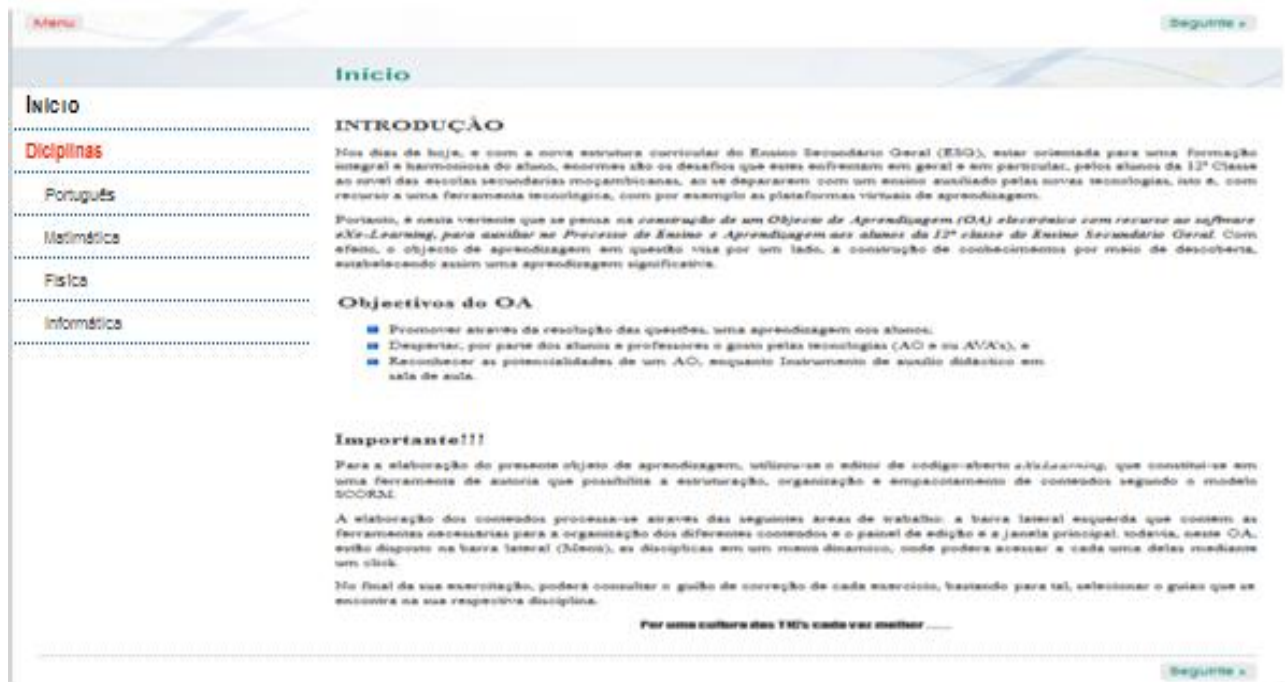 Menu
Seguinte »
Início
INÍCIO
Diciplinas
Português
Matimática
Fisíca
Informática
INTRODUÇÃO
Nos dias de hoje, e com a nova estrutura curricular do Ensino Secundário Geral (ESG), estar orientada para uma formação
integral e harmoniosa do aluno, enormes são os desafios que estes enfrentam em geral e em particular, pelos alunos da 12ª Classe
ao nível das escolas secundárias moçambicanas, ao se depararem com um ensino auxiliado pelas novas tecnologias, isto é, com
recurso a uma ferramenta tecnológica, com por exemplo as plataformas virtuais de aprendizagem.
Portanto, é nesta vertente que se pensa na construção de um Objecto de Aprendizagem (OA) electrónico com recurso ao software
eXe-Learning, para auxiliar no Processo de Ensino e Aprendizagem aos alunos da 12ª classe do Ensino Secundário Geral. Com
efeito, o objecto de aprendizagem em questão visa por um lado, a construção de conhecimentos por meio de descoberta,
estabelecendo assim uma aprendizagem significativa.
Objectivos do OA
Promover através da resolução das questões, uma aprendizagem nos alunos;
Despertar, por parte dos alunos e professores o gosto pelas tecnologias (AO e ou AVA's), e
Reconhecer as potencialidades de um AO, enquanto Instrumento de auxilio didáctico em
sala de aula.
Importante!!!
Para a elaboração do presente objeto de aprendizagem, utilizou-se o editor de código-aberto eXeLearning, que constitui-se em
uma ferramenta de autoria que possibilita a estruturação, organização e empacotamento de conteúdos segundo o modelo
SCORM.
A elaboração dos conteúdos processa-se através das seguintes áreas de trabalho: a barra lateral esquerda que contém as
ferramentas necessárias para a organização dos diferentes conteúdos e o painel de edição e a janela principal. todavia, neste OA,
estão disposto na barra lateral (Menu), as disciplicas em um menu dinamico, onde podera acessar a cada uma delas mediante
um click.
No final da sua exercitação, poderá consultar o guião de correção de cada exercício, bastando para tal, selecionar o guiao que se
encontra na sua respectiva disciplina.
Por uma cultura das TIC's cada vez melhor ......
Seguinte »